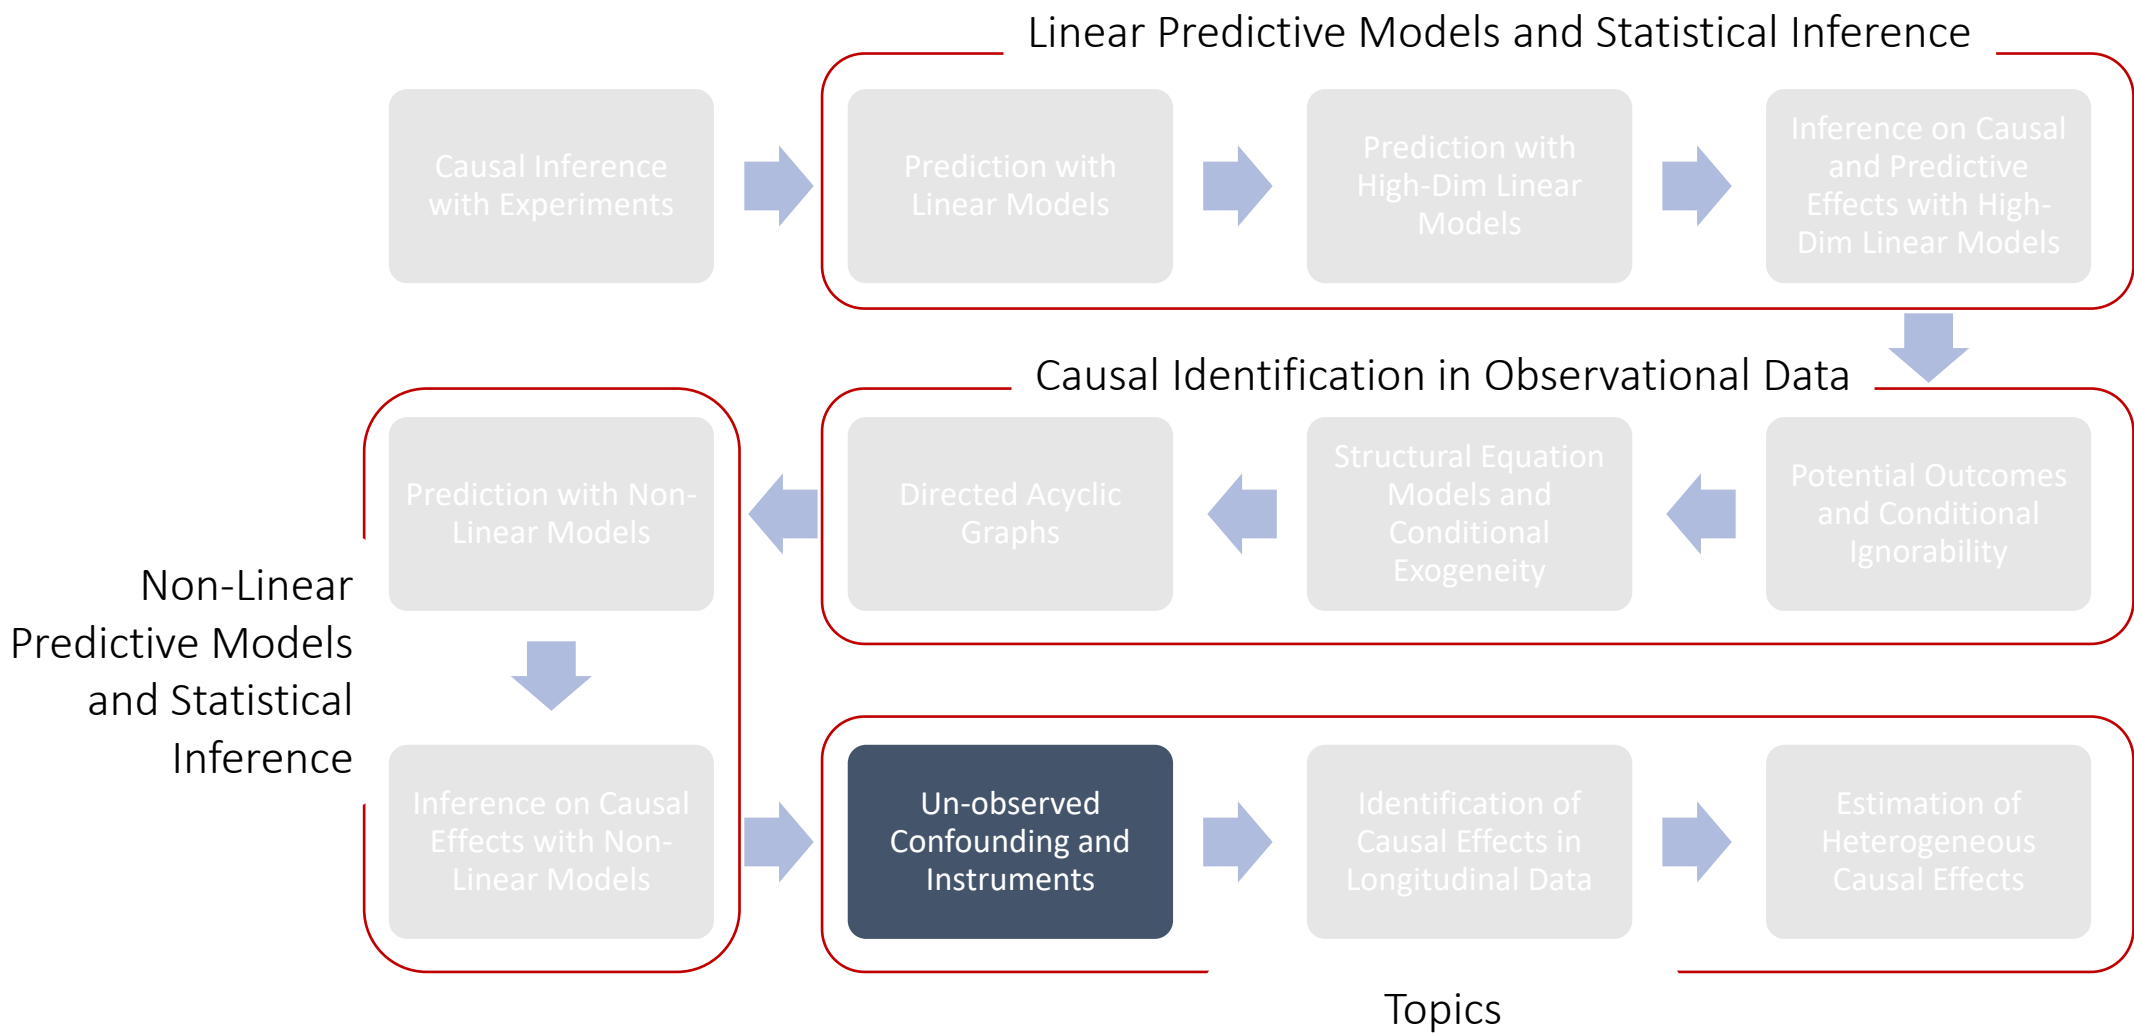 Linear Predictive Models and Statistical Inference
Causal Inference
with Experiments
Prediction with
Linear Models
Prediction with
High-Dim Linear
Models
Inference on Causal
and Predictive
Effects with High-
Dim Linear Models
Causal Identification in Observational Data
Potential Outcomes
and Conditional
Ignorability
Structural Equation
Models and
Conditional
Exogeneity
Directed Acyclic
Graphs
Prediction with Non-
Linear Models
Non-Linear
Predictive Models
and Statistical
Inference
Inference on Causal
Effects with Non-
Linear Models
Un-observed
Confounding and
Instruments
Identification of
Causal Effects in
Longitudinal Data
Estimation of
Heterogeneous
Causal Effects
Topics